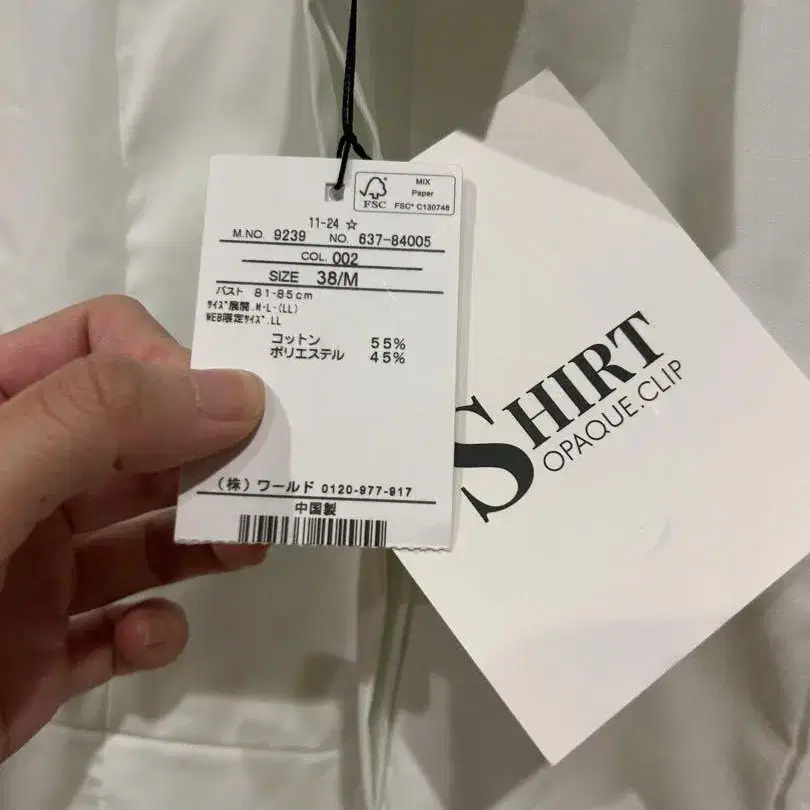 MIX
Paper
FSC
FSC® C130748
11-24 ☆
M.NO. 9239 NO. 637-84005
COL. 002
SIZE 38/M
バスト 81-85cm
サイズ展開.M-L-(LL)
WEB限定サイズ.LL
コットン 55%
ポリエステル 45%
(株)ワールド 0120-977-917
中国製
SHIRT
OPAQUE.CLIP